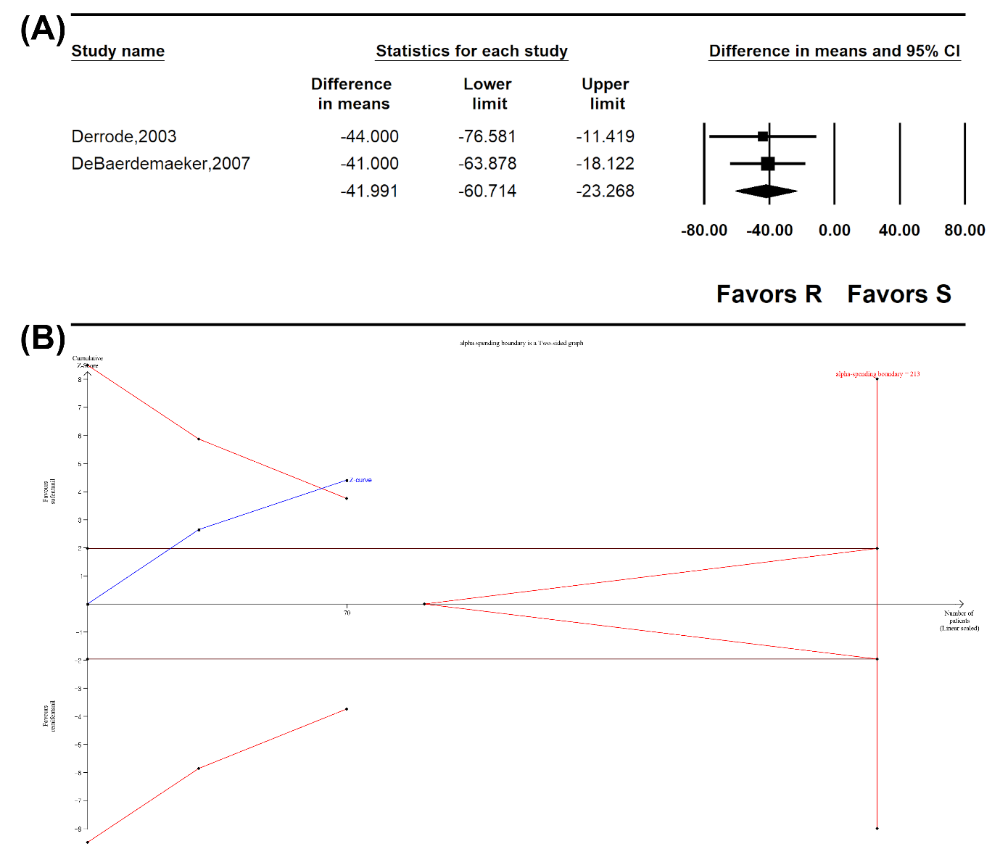 (A)
Study name Statistics for each study Difference in means and 95% CI
Difference Lower Upper
in means limit limit
Derrode,2003 -44.000 -76.581 -11.419
DeBaerdemaeker,2007 -41.000 -63.878 -18.122
-41.991 -60.714 -23.268
-80.00 -40.00 0.00 40.00 80.00
Favors R Favors S
(B)
alpha-spending boundary is a Two-sided graph
Cumulative
Z-Score
alpha-spending boundary = 213
8
7
6
5
4
3
2
1
-1
-2
-3
-4
-5
-6
-7
-8
Favours
sufentanil
Z-curve
70
Number of
patients
(Linear scaled)
Favours
remifentanil